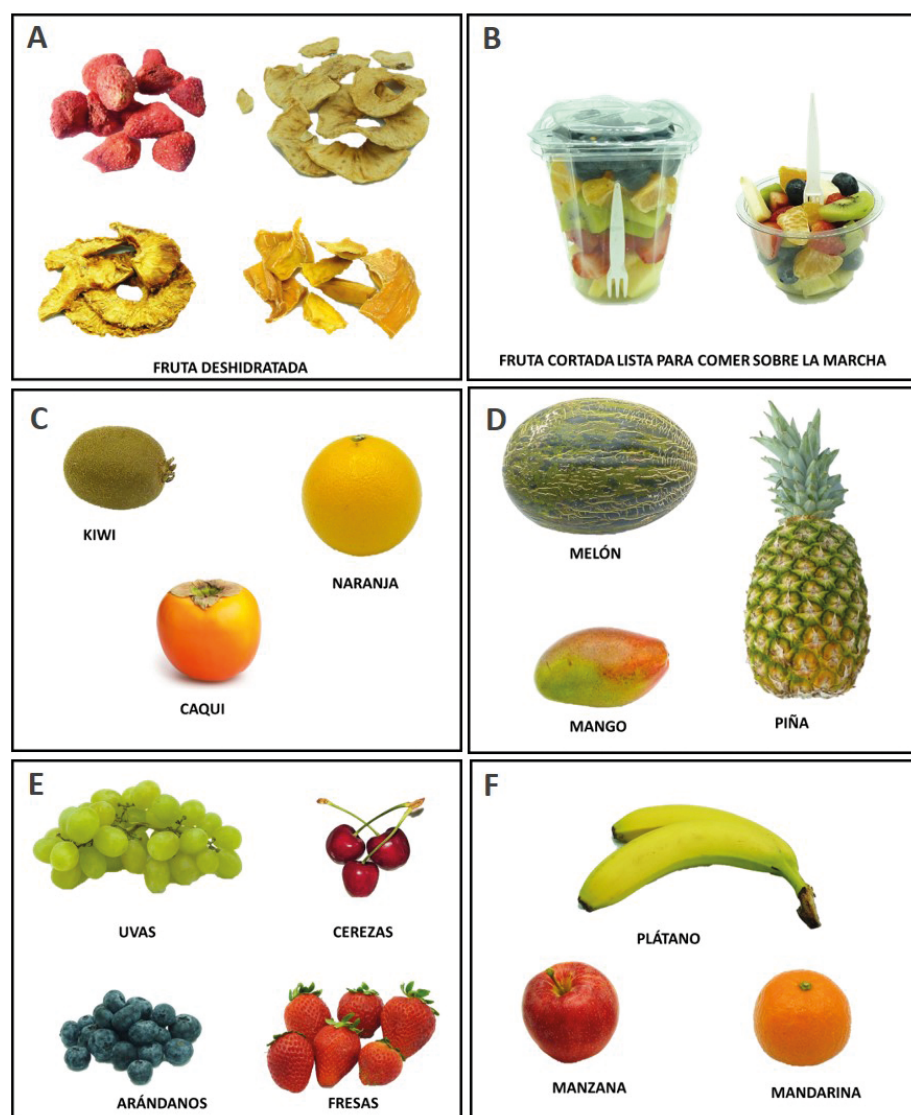 A
FRUTA DESHIDRATADA
B
FRUTA CORTADA LISTA PARA COMER SOBRE LA MARCHA
C
KIWI
NARANJA
CAQUI
D
MELÓN
MANGO
PIÑA
E
UVAS
CEREZAS
ARÁNDANOS
FRESAS
F
PLÁTANO
MANZANA
MANDARINA